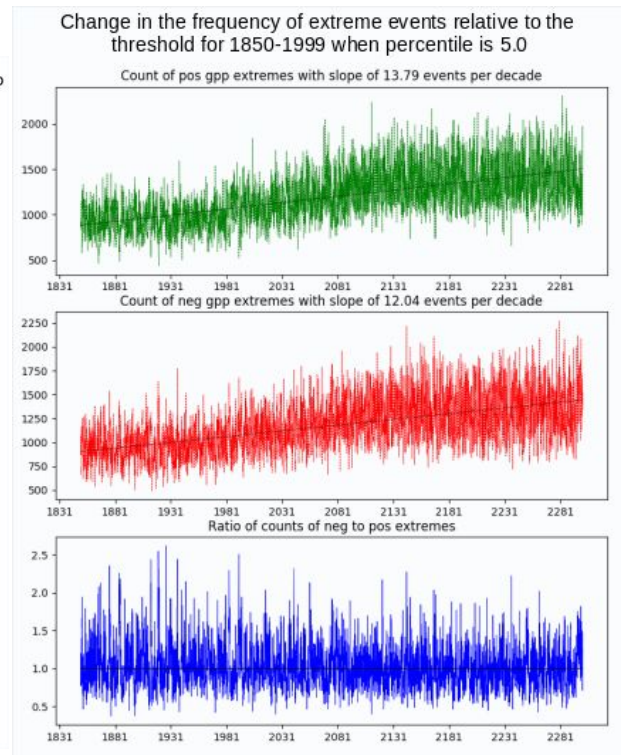 Change in the frequency of extreme events relative to the
threshold for 1850-1999 when percentile is 5.0
Count of pos gpp extremes with slope of 13.79 events per decade
2000
1500
1000
500
1831 1881 1931 1981 2031 2081 2131 2181 2231 2281
Count of neg gpp extremes with slope of 12.04 events per decade
2250
2000
1750
1500
1250
1000
750
500
1831 1881 1931 1981 2031 2081 2131 2181 2231 2281
Ratio of counts of neg to pos extremes
2.5
2.0
1.5
1.0
0.5
1831 1881 1931 1981 2031 2081 2131 2181 2231 2281